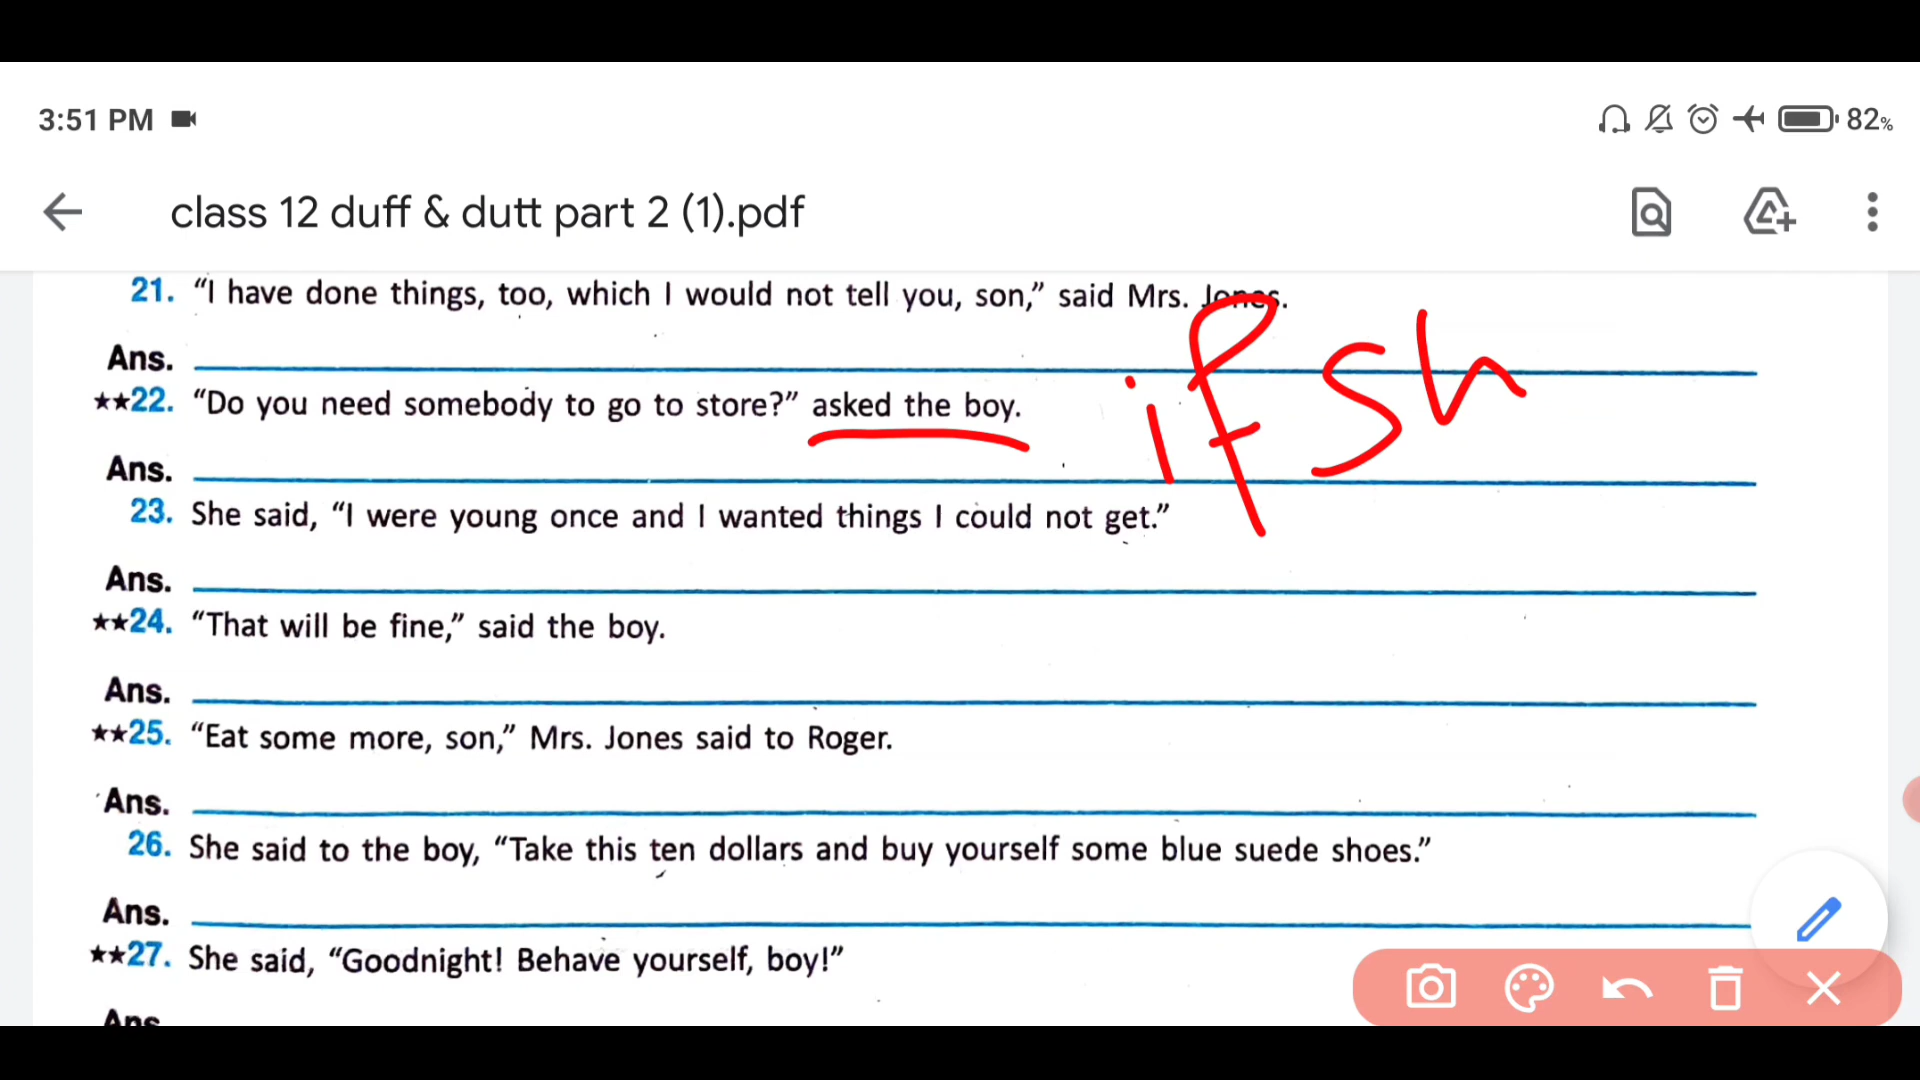 3:51 PM 82%
class 12 duff & dutt part 2 (1).pdf
21. “I have done things, too, which I would not tell you, son,” said Mrs. Jones.
Ans.
★★22. “Do you need somebody to go to store?” asked the boy.
if sh
Ans.
23. She said, “I were young once and I wanted things I could not get.”
Ans.
★★24. “That will be fine,” said the boy.
Ans.
★★25. “Eat some more, son,” Mrs. Jones said to Roger.
Ans.
26. She said to the boy, “Take this ten dollars and buy yourself some blue suede shoes.”
Ans.
★★27. She said, “Goodnight! Behave yourself, boy!”
Ans